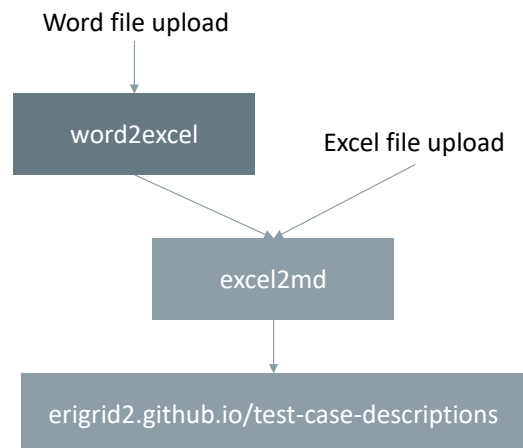 Word file upload
word2excel
Excel file upload
excel2md
erigrid2.github.io/test-case-descriptions